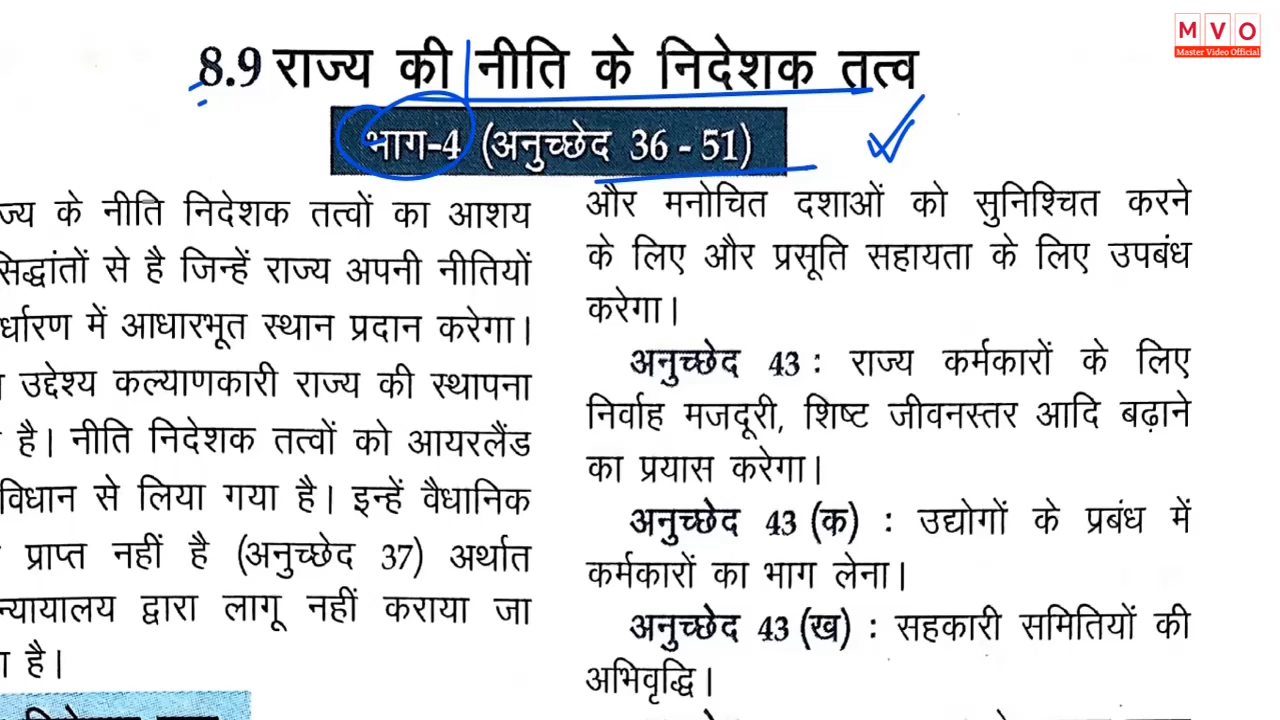 M V O
Master Video Official
8.9 राज्य की नीति के निदेशक तत्व
भाग-4 (अनुच्छेद 36 - 51)
के नीति निदेशक तत्वों का आशय
से है जिन्हें राज्य अपनी नीतियों
में आधारभूत स्थान प्रदान करेगा।
उद्देश्य कल्याणकारी राज्य की स्थापना
है। नीति निदेशक तत्वों को आयरलैंड
से लिया गया है। इन्हें वैधानिक
प्राप्त नहीं है (अनुच्छेद 37) अर्थात
न्यायालय द्वारा लागू नहीं कराया जा
है।
और मनोचित दशाओं को सुनिश्चित करने
के लिए और प्रसूति सहायता के लिए उपबंध
करेगा।
अनुच्छेद 43 : राज्य कर्मकारों के लिए
निर्वाह मजदूरी, शिष्ट जीवनस्तर आदि बढ़ाने
का प्रयास करेगा।
अनुच्छेद 43 (क) : उद्योगों के प्रबंध में
कर्मकारों का भाग लेना।
अनुच्छेद 43 (ख) : सहकारी समितियों की
अभिवृद्धि।